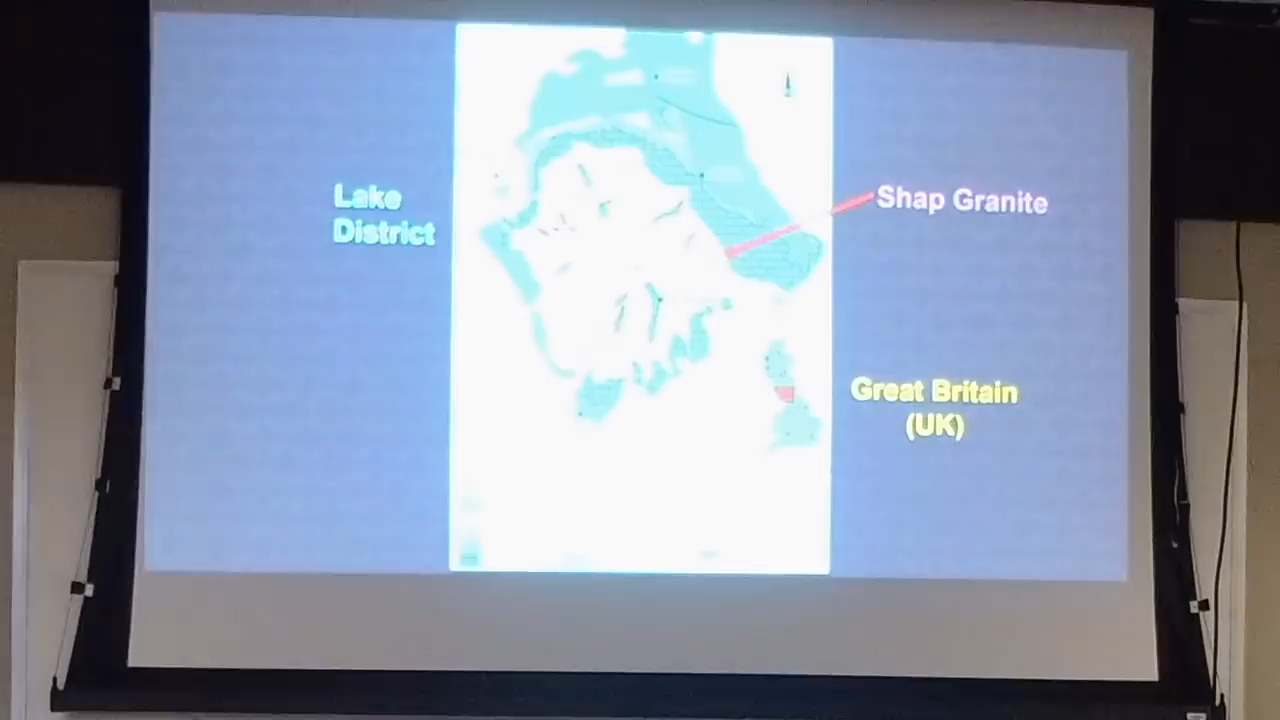 Lake
District
Shap Granite
Great Britain
(UK)